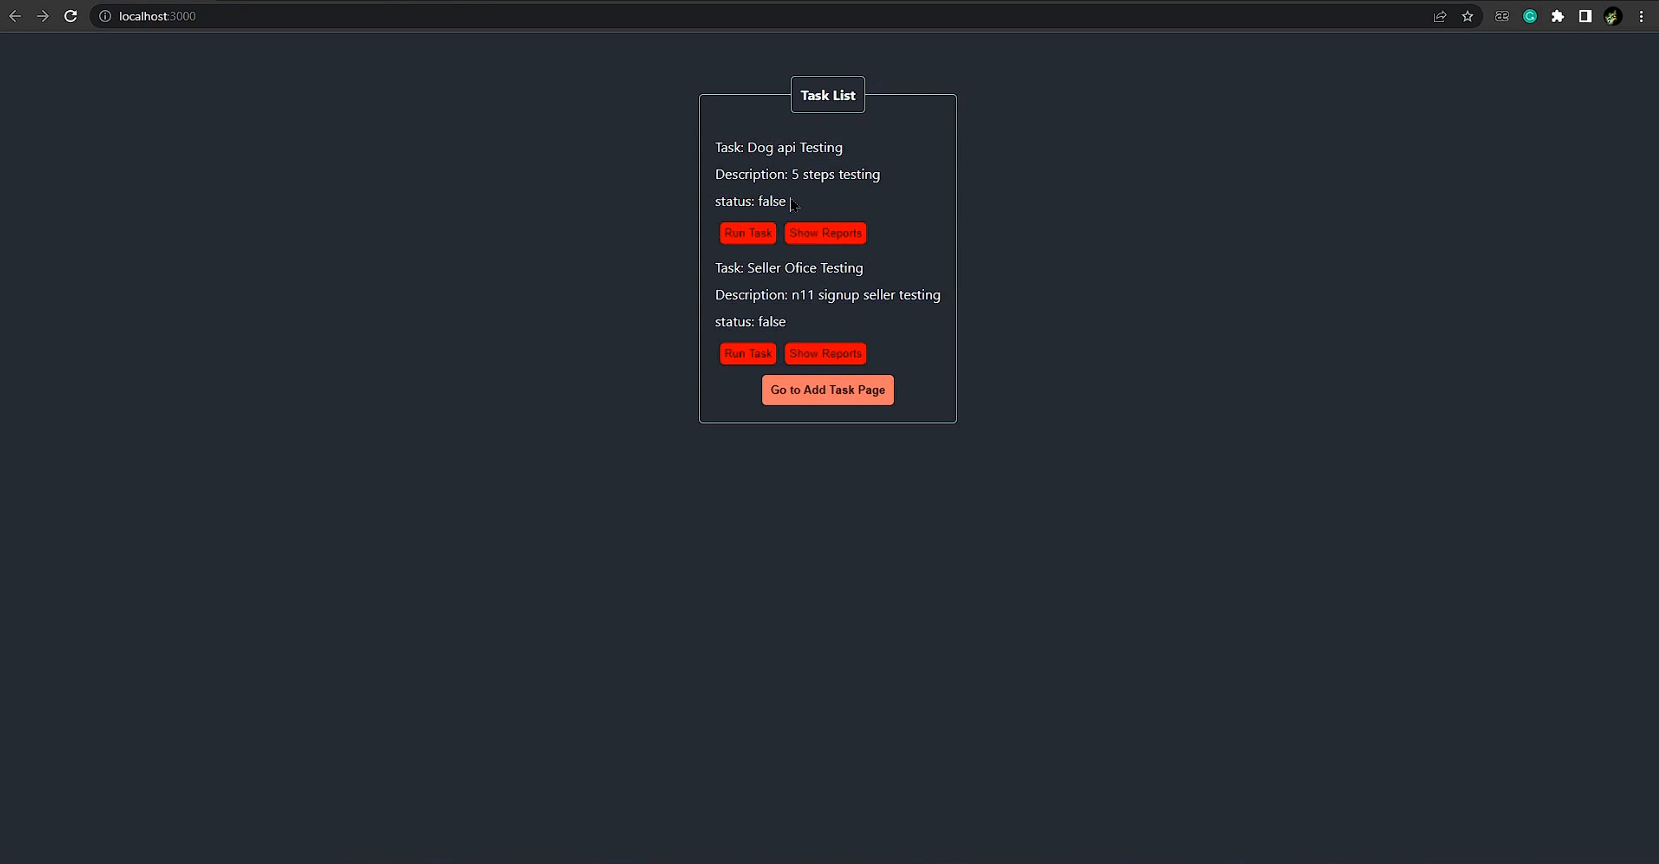 localhost:3000
Task List
Task: Dog api Testing
Description: 5 steps testing
status: false
Run Task Show Reports
Task: Seller Ofice Testing
Description: n11 signup seller testing
status: false
Run Task Show Reports
Go to Add Task Page